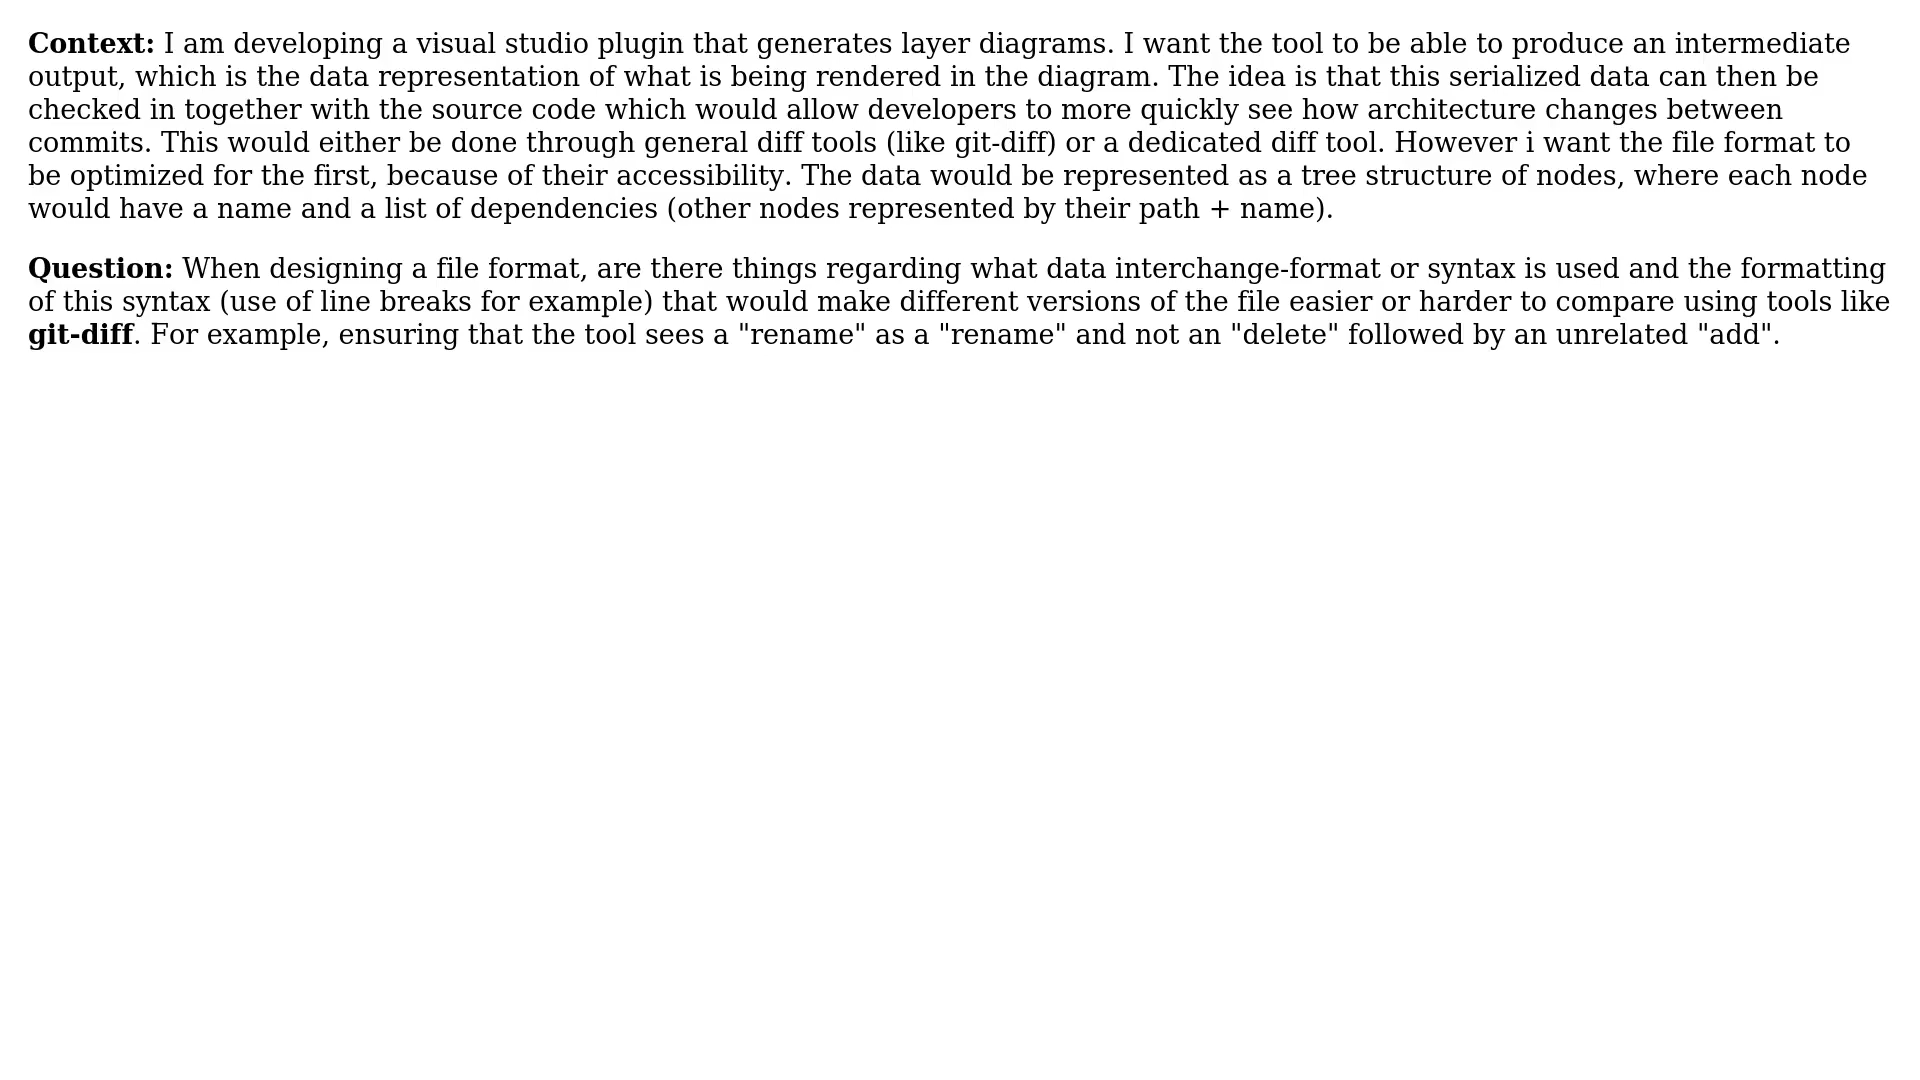 Context: I am developing a visual studio plugin that generates layer diagrams. I want the tool to be able to produce an intermediate
output, which is the data representation of what is being rendered in the diagram. The idea is that this serialized data can then be
checked in together with the source code which would allow developers to more quickly see how architecture changes between
commits. This would either be done through general diff tools (like git-diff) or a dedicated diff tool. However i want the file format to
be optimized for the first, because of their accessibility. The data would be represented as a tree structure of nodes, where each node
would have a name and a list of dependencies (other nodes represented by their path + name).
Question: When designing a file format, are there things regarding what data interchange-format or syntax is used and the formatting
of this syntax (use of line breaks for example) that would make different versions of the file easier or harder to compare using tools like
git-diff. For example, ensuring that the tool sees a "rename" as a "rename" and not an "delete" followed by an unrelated "add".